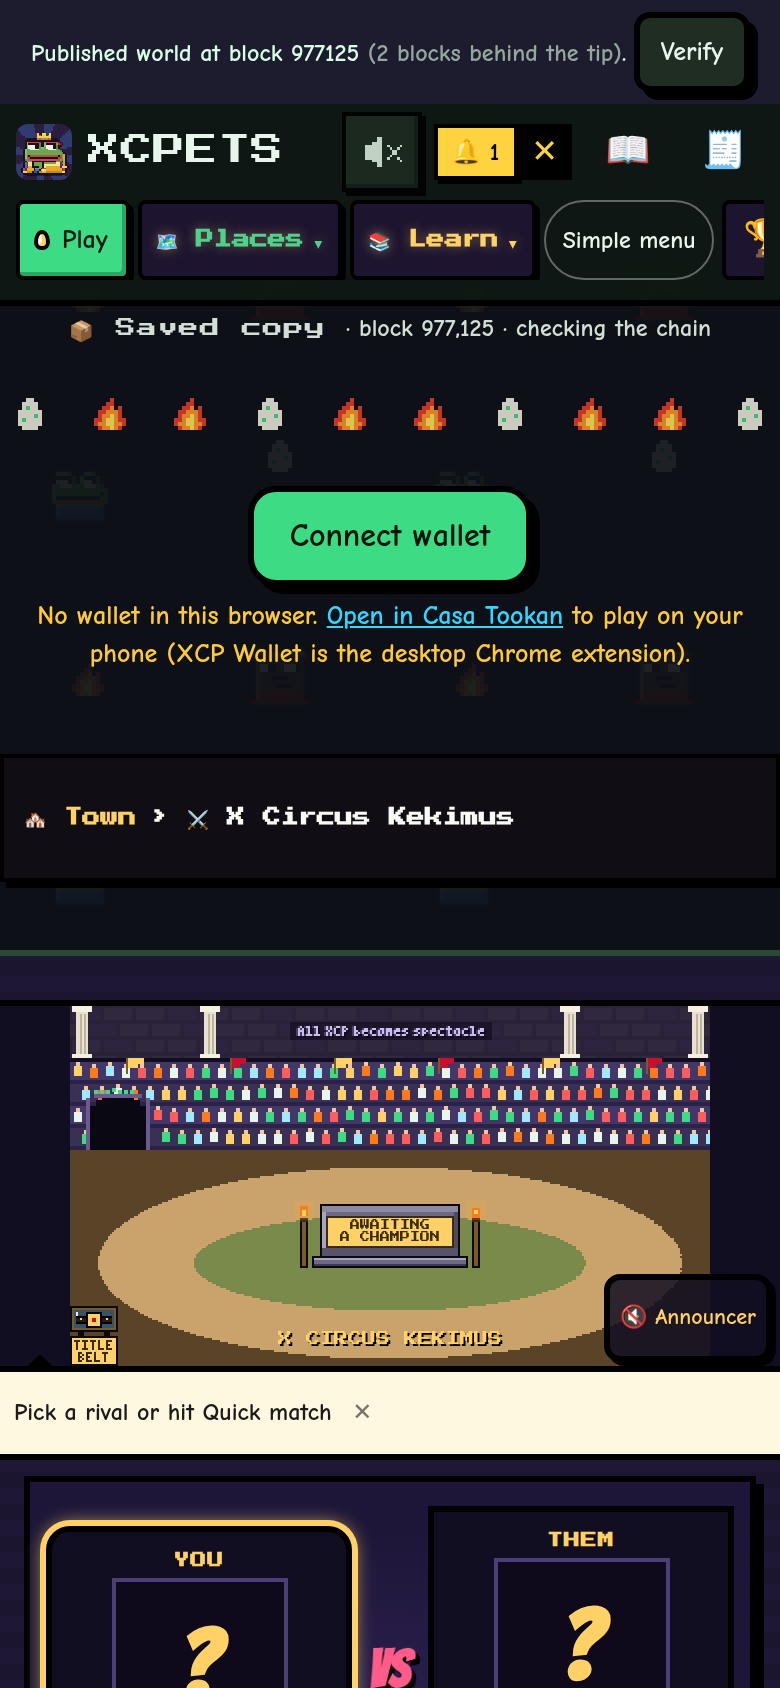 Published world at block 977125 (2 blocks behind the tip).
Verify
XCPETS
1
Play
Places
Learn
Simple menu
Saved copy · block 977,125 · checking the chain
Connect wallet
No wallet in this browser. Open in Casa Tookan to play on your
phone (XCP Wallet is the desktop Chrome extension).
Town › X Circus Kekimus
All XCP becomes spectacle
AWAITING
A CHAMPION
TITLE
BELT
X CIRCUS KEKIMUS
Announcer
Pick a rival or hit Quick match ×
YOU
THEM
?
?
VS